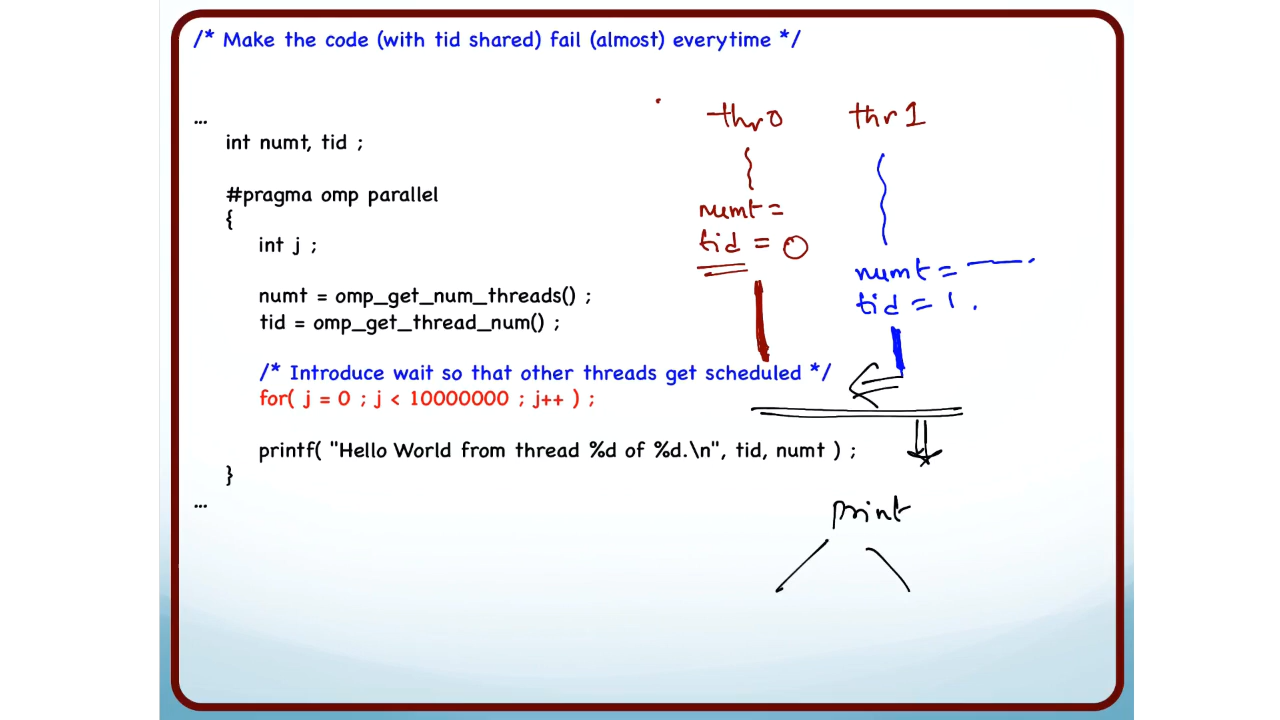 /* Make the code (with tid shared) fail (almost) everytime */
...
int numt, tid ;
#pragma omp parallel
{
int j ;
numt = omp_get_num_threads() ;
tid = omp_get_thread_num() ;
/* Introduce wait so that other threads get scheduled */
for( j = 0 ; j < 10000000 ; j++ ) ;
printf( "Hello World from thread %d of %d.\n", tid, numt ) ;
}
...
thr0
numt =
tid = 0
thr1
numt =
tid = 1.
print